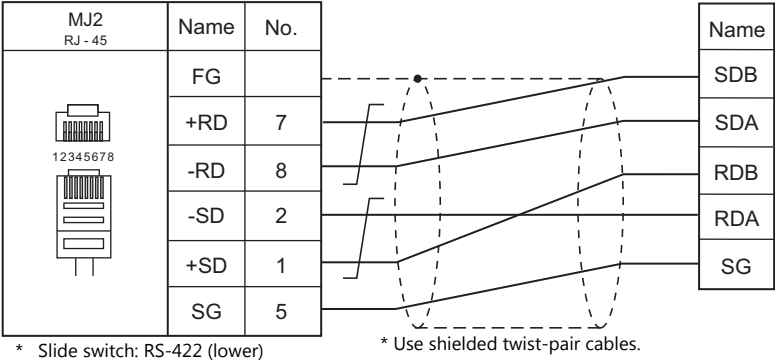 MJ2 Name No.
RJ - 45
FG
+RD 7
12345678
-RD 8
-SD 2
+SD 1
SG 5
Name
SDB
SDA
RDB
RDA
SG
* Slide switch: RS-422 (lower)
* Use shielded twist-pair cables.